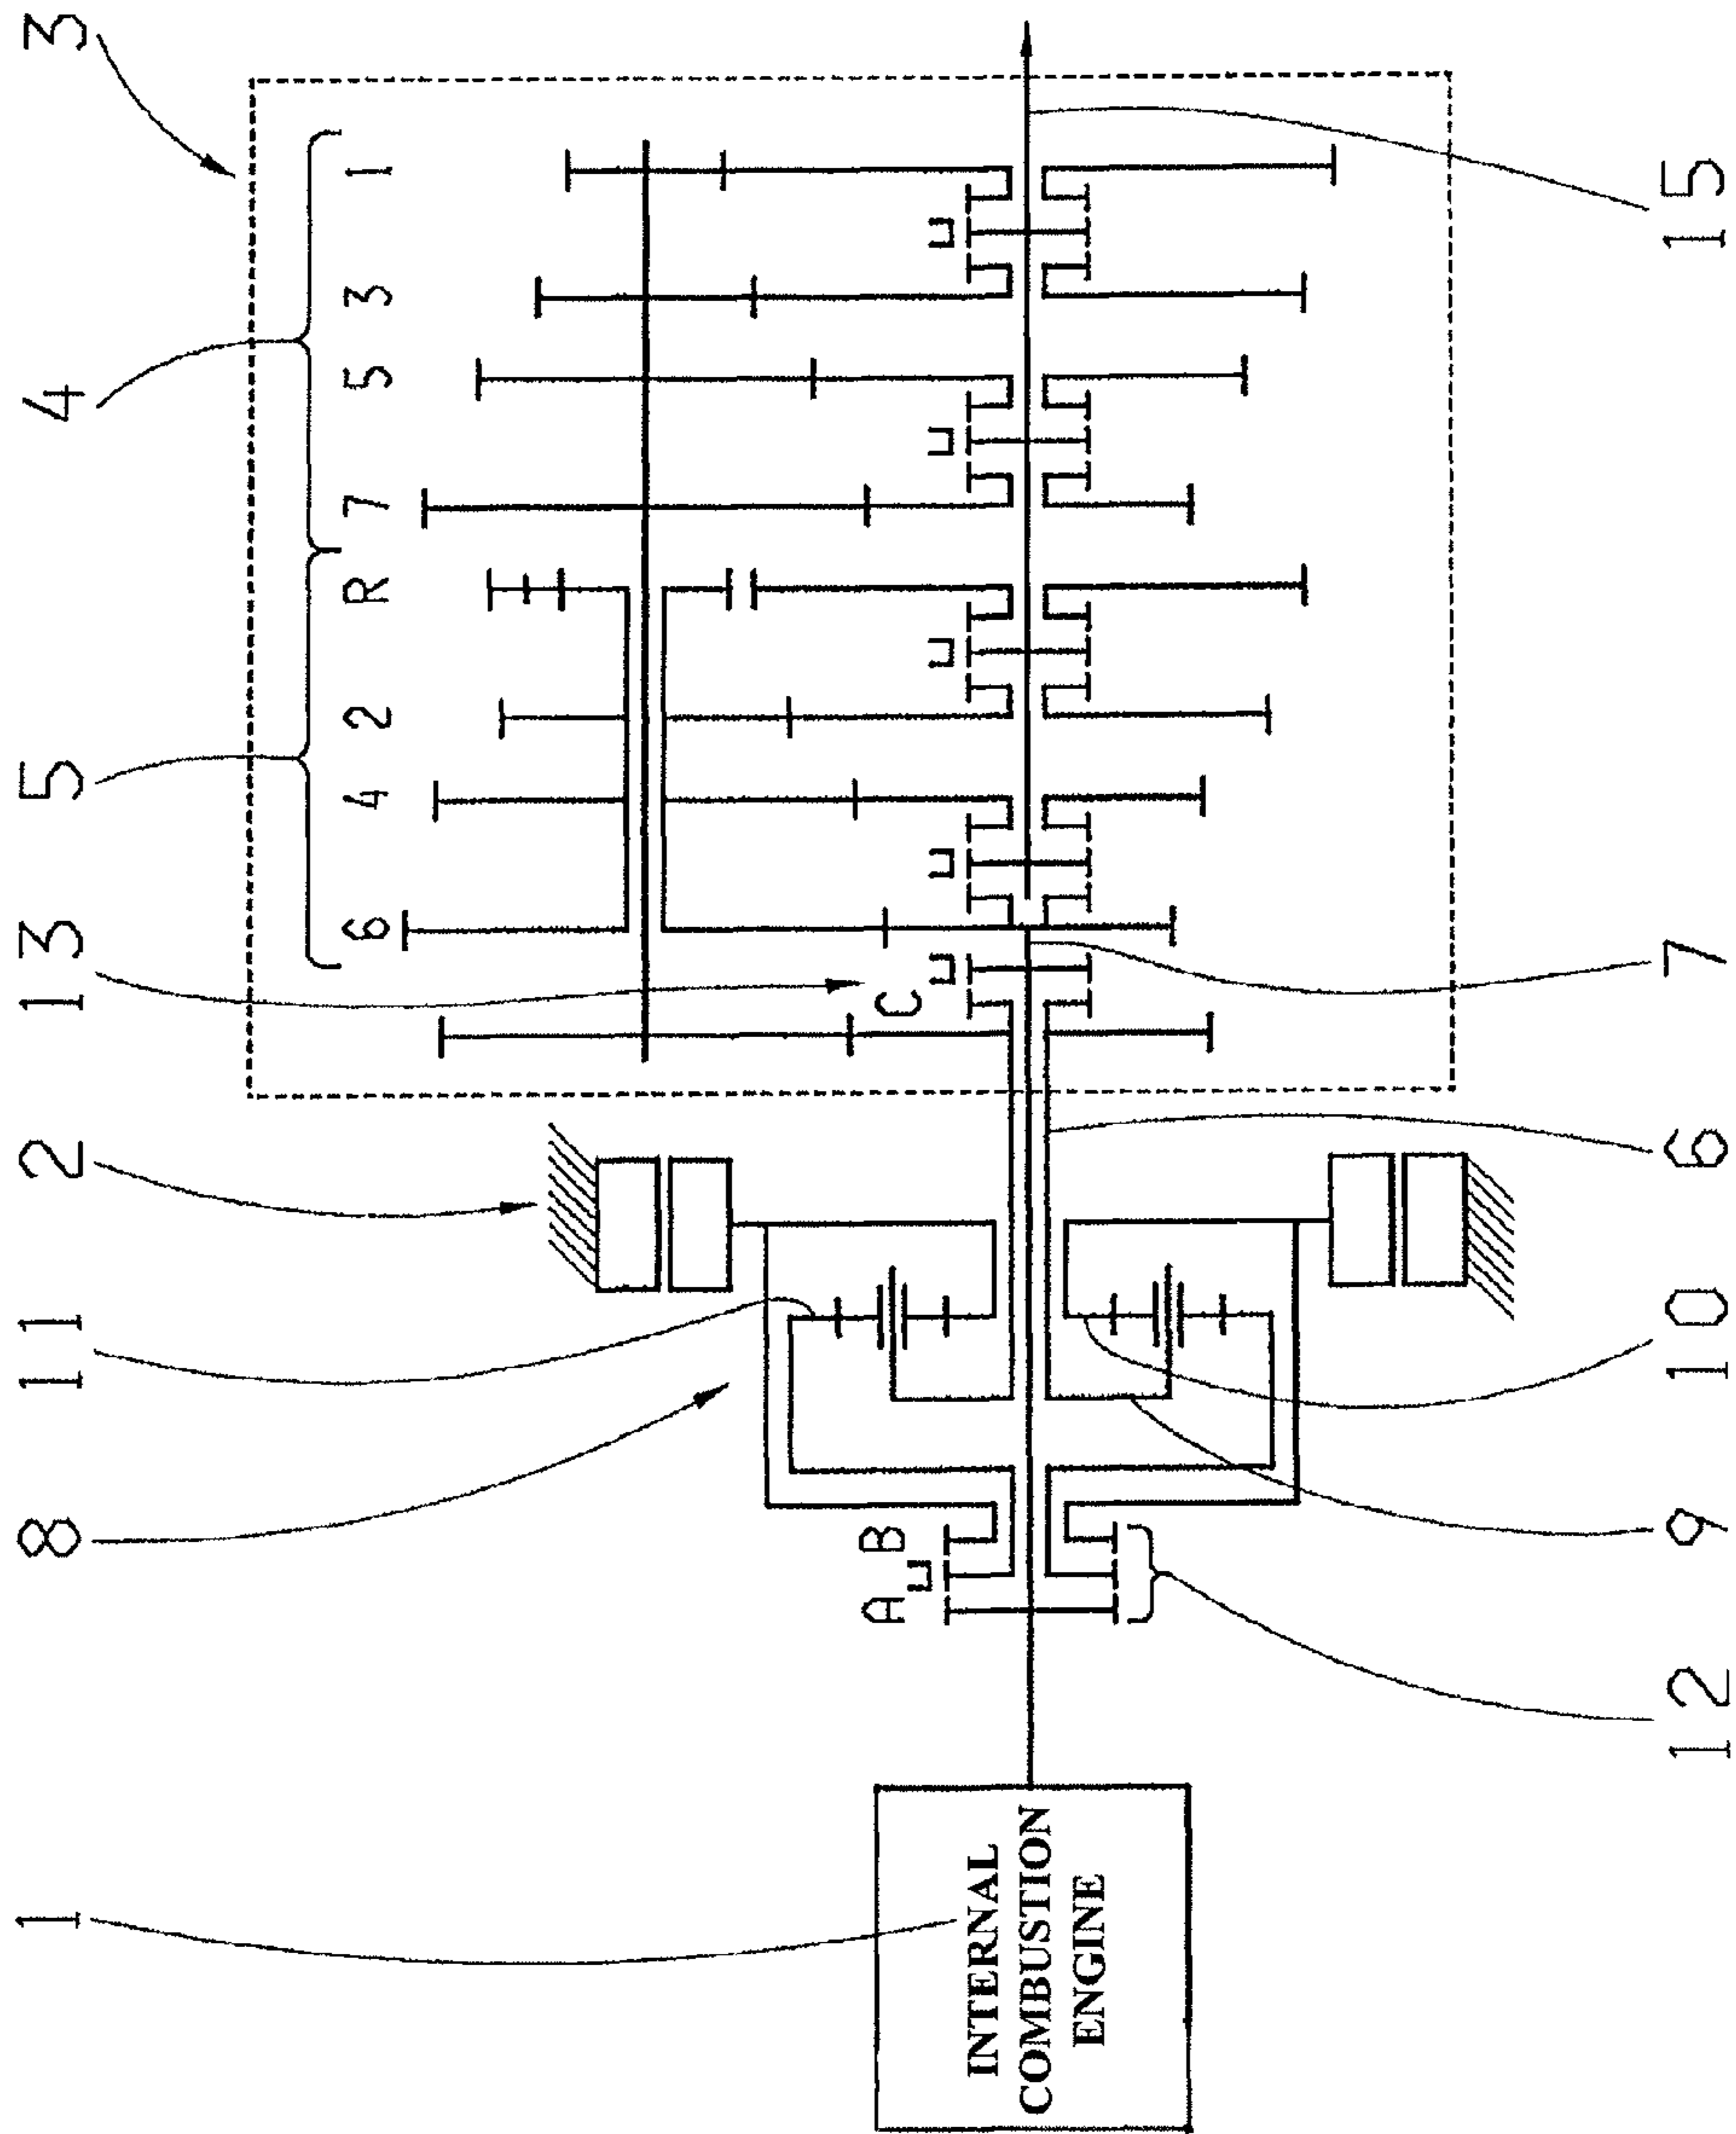 1 8 11 2 13 5 4 3
6 4 2 R 7 5 3 1
A B C
INTERNAL
COMBUSTION
ENGINE
12 9 10 6 7 15